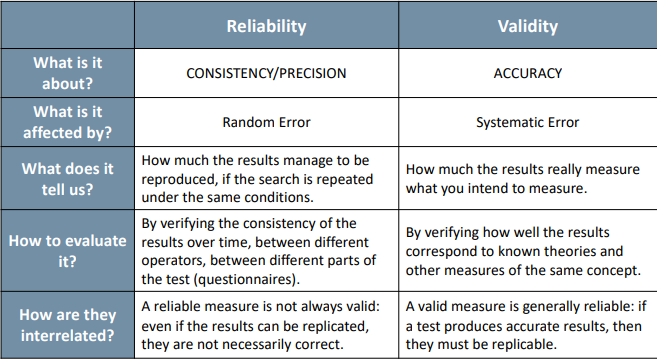 Reliability
Validity
What is it
about?
CONSISTENCY/PRECISION
ACCURACY
What is it
affected by?
Random Error
Systematic Error
What does it
tell us?
How much the results manage to be
reproduced, if the search is repeated
under the same conditions.
How much the results really measure
what you intend to measure.
How to evaluate
it?
By verifying the consistency of the
results over time, between different
operators, between different parts of
the test (questionnaires).
By verifying how well the results
correspond to known theories and
other measures of the same concept.
How are they
interrelated?
A reliable measure is not always valid:
even if the results can be replicated,
they are not necessarily correct.
A valid measure is generally reliable: if
a test produces accurate results, then
they must be replicable.